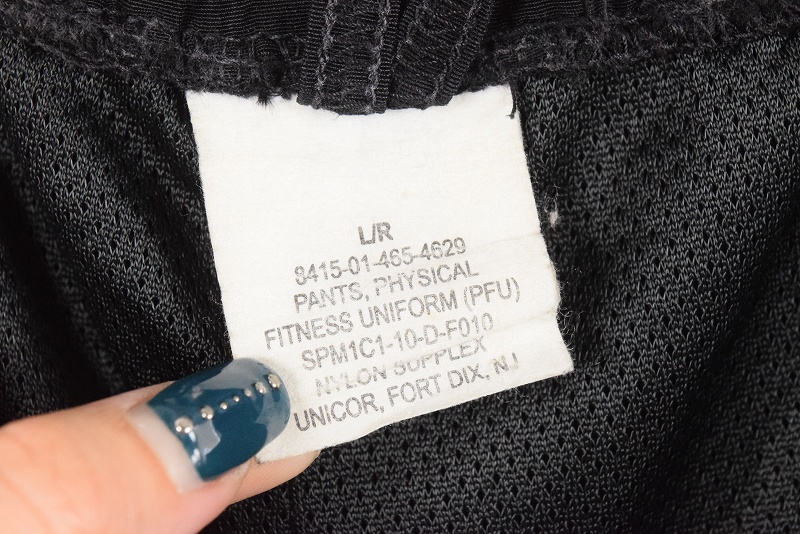 L/R
8415-01-465-4629
PANTS, PHYSICAL
FITNESS UNIFORM (PFU)
SPM1C1-10-D-F010
NYLON SUPPLEX
UNICOR, FORT DIX, NJ